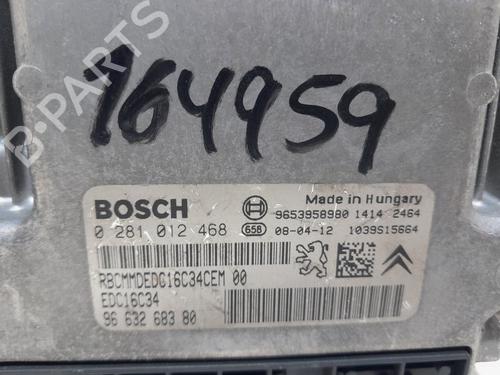 164959
B-PARTS
BOSCH
Made in Hungary
9653958980 1414 2464
0 281 012 468 658 08-04-12 1039S15664
RBCMMDEDC16C34CEM 00
EDC16C34
96 632 683 80